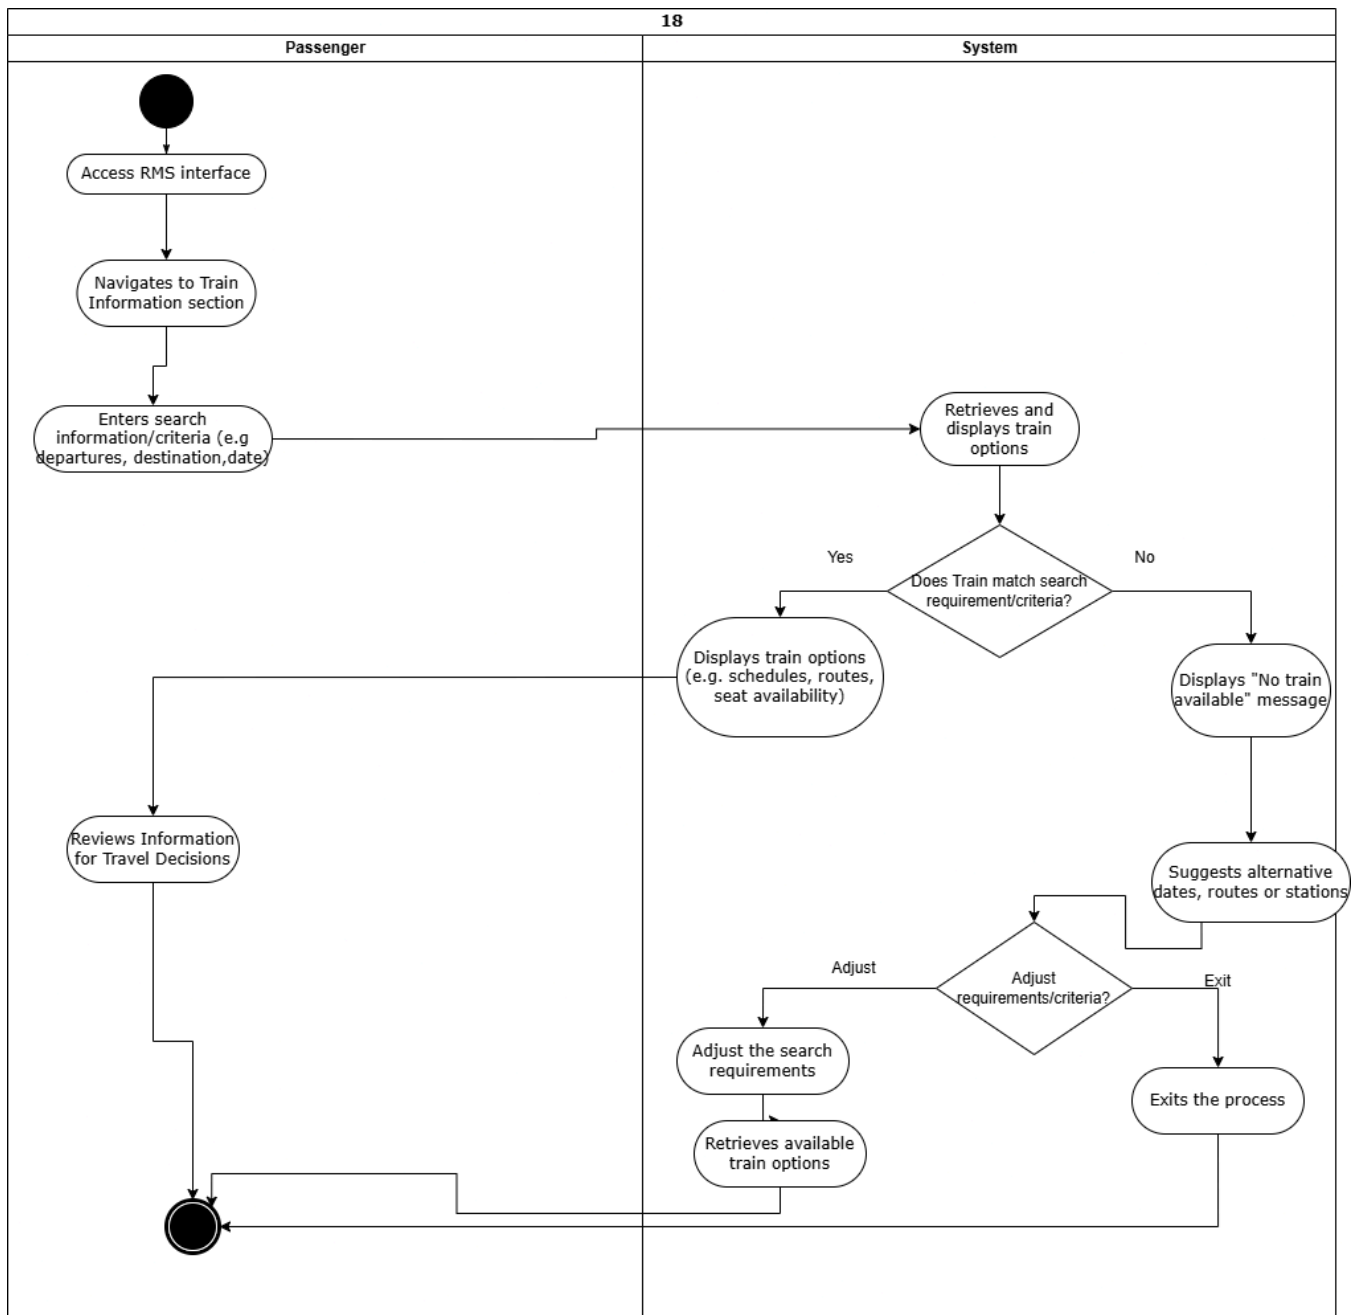 18
Passenger
System
Access RMS interface
Navigates to Train
Information section
Enters search
information/criteria (e.g
departures, destination,date)
Retrieves and
displays train
options
Yes
No
Does Train match search
requirement/criteria?
Displays train options
(e.g. schedules, routes,
seat availability)
Displays "No train
available" message
Reviews Information
for Travel Decisions
Suggests alternative
dates, routes or stations
Adjust
Exit
Adjust
requirements/criteria?
Adjust the search
requirements
Exits the process
Retrieves available
train options